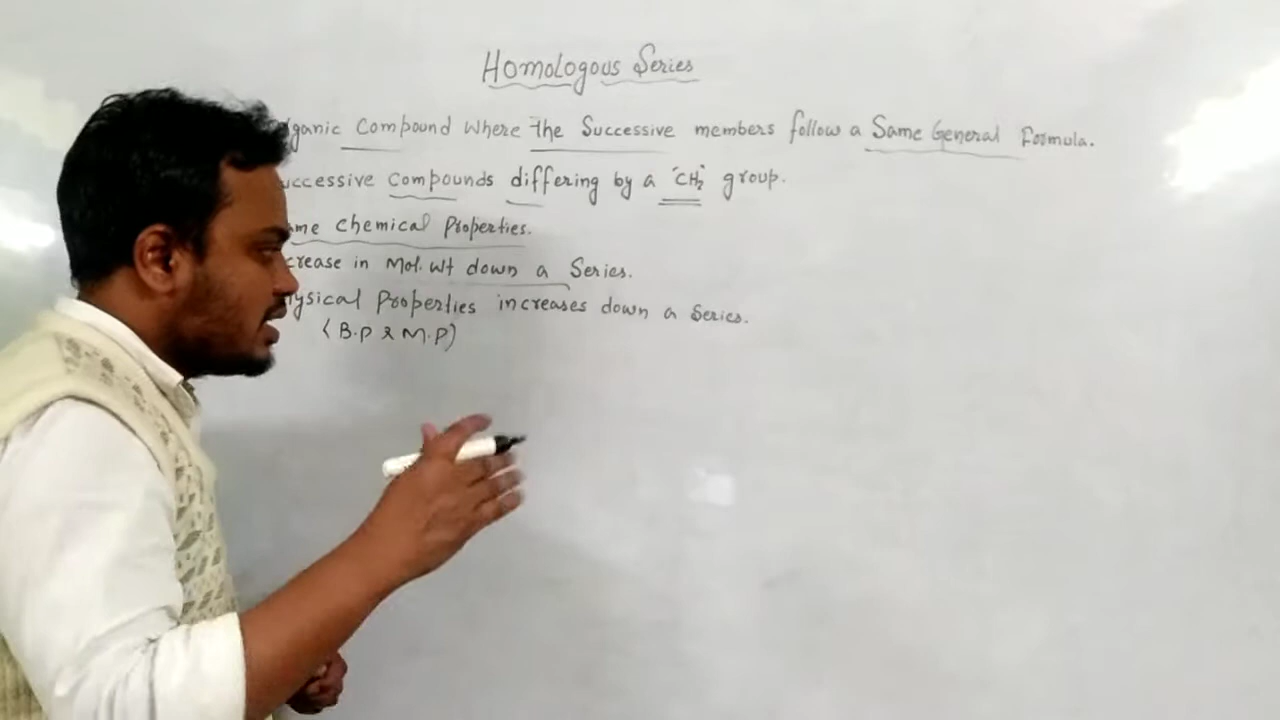 Homologous Series
ganic Compound Where the Successive members follow a Same General Formula.
uccessive Compounds differing by a "CH₂" group.
me chemical Properties.
crease in Mol. wt down a Series.
ysical Properties increases down a Series.
(B.P & M.P)